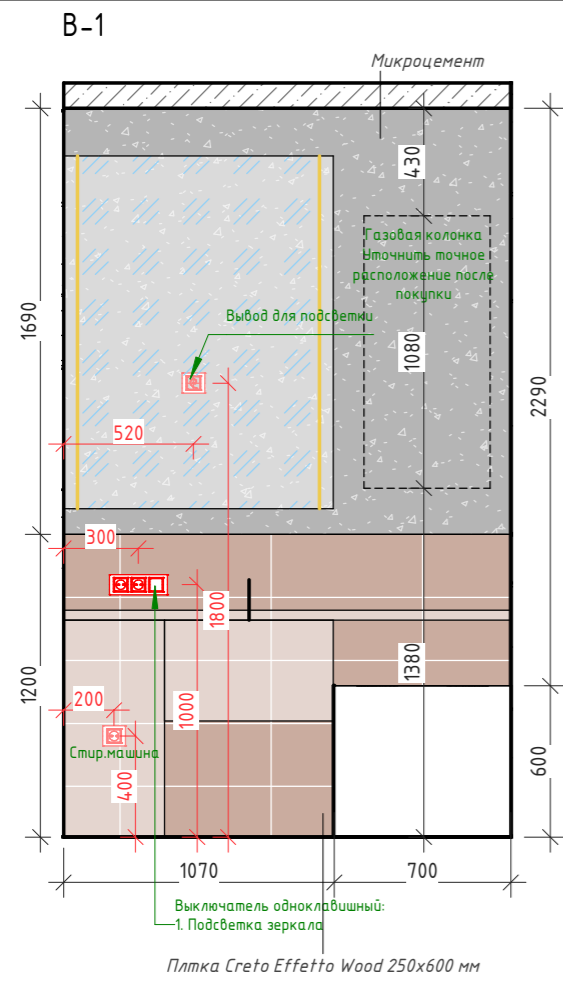 В-1
Микроцемент
430
Газовая колонка
Уточнить точное
расположение после
покупки
Вывод для подсветки
1690
1080
2290
520
300
1800
1380
1200
200
1000
600
Стир.машина
400
1070
700
Выключатель одноклавишный:
1. Подсветка зеркала
Плтка Creto Effetto Wood 250х600 мм